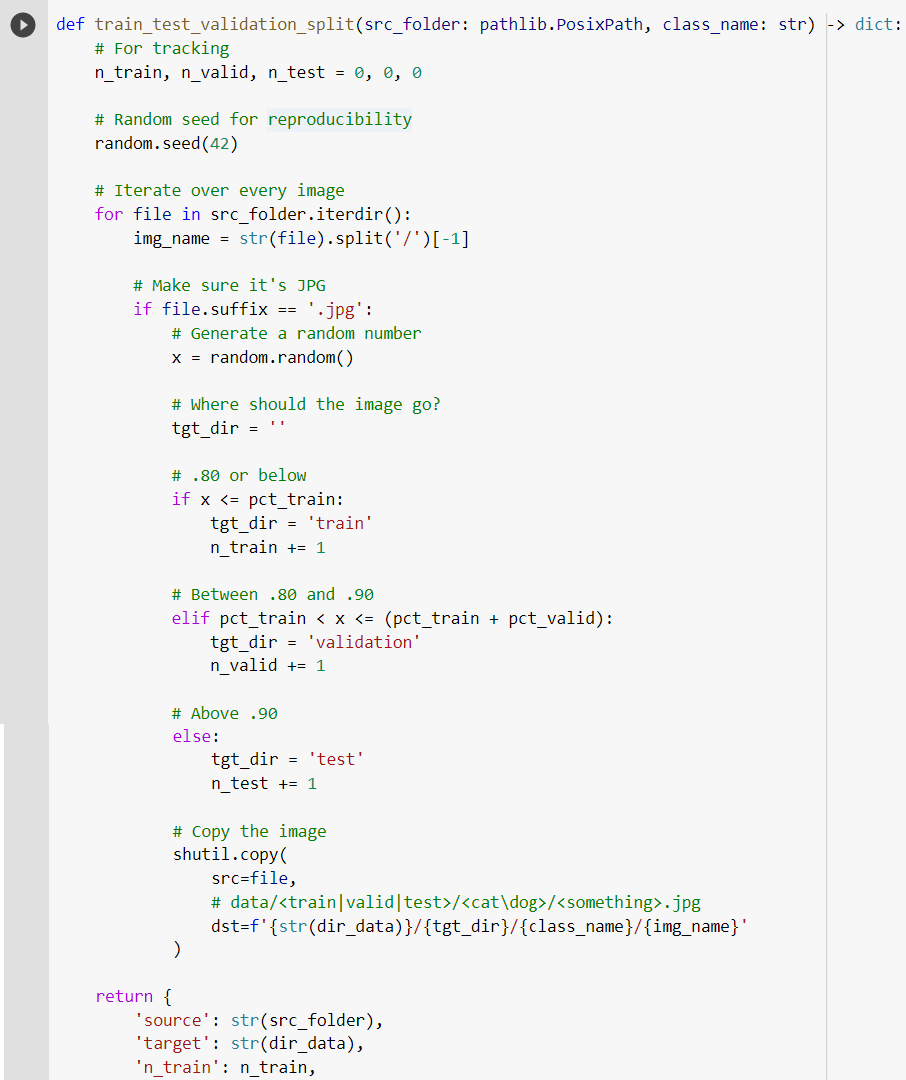 def train_test_validation_split(src_folder: pathlib.PosixPath, class_name: str) -> dict:
    # For tracking
    n_train, n_valid, n_test = 0, 0, 0

    # Random seed for reproducibility
    random.seed(42)

    # Iterate over every image
    for file in src_folder.iterdir():
        img_name = str(file).split('/')[-1]

        # Make sure it's JPG
        if file.suffix == '.jpg':
            # Generate a random number
            x = random.random()

            # Where should the image go?
            tgt_dir = ''

            # .80 or below
            if x <= pct_train:
                tgt_dir = 'train'
                n_train += 1

            # Between .80 and .90
            elif pct_train < x <= (pct_train + pct_valid):
                tgt_dir = 'validation'
                n_valid += 1

            # Above .90
            else:
                tgt_dir = 'test'
                n_test += 1

            # Copy the image
            shutil.copy(
                src=file,
                # data/<train|valid|test>/<cat\dog>/<something>.jpg
                dst=f'{str(dir_data)}/{tgt_dir}/{class_name}/{img_name}'
            )

    return {
        'source': str(src_folder),
        'target': str(dir_data),
        'n_train': n_train,